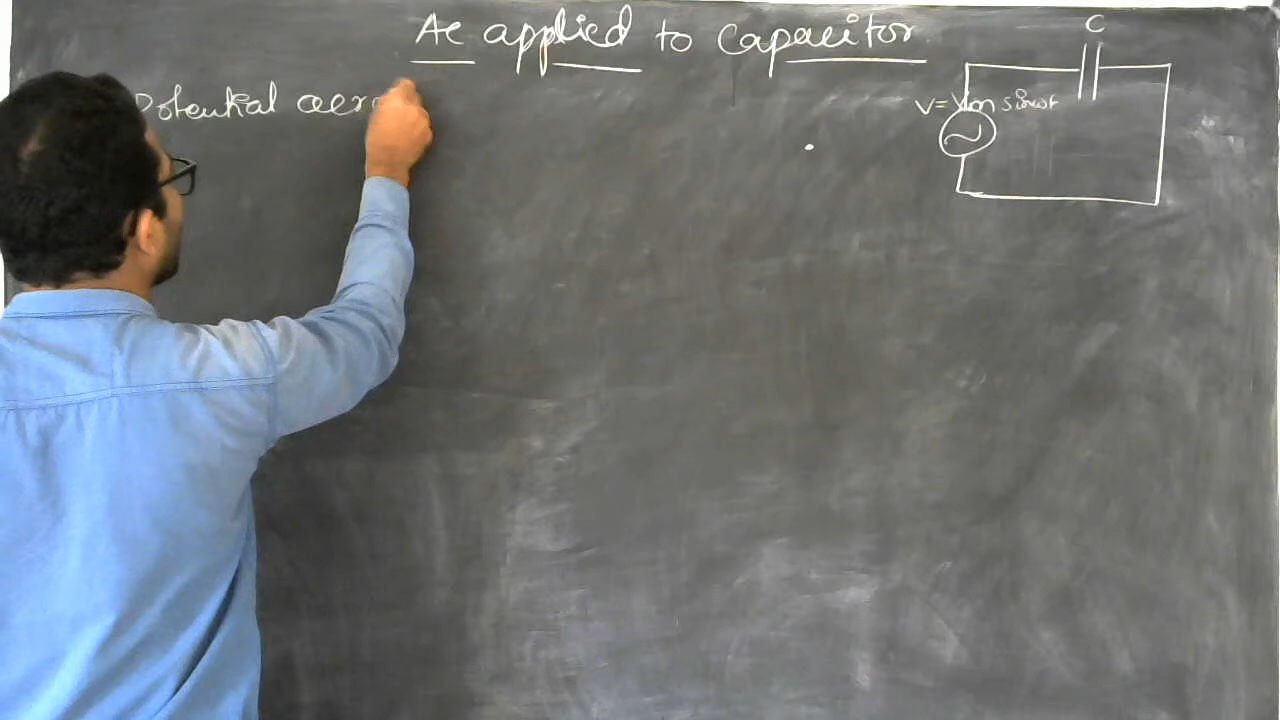 Ac applied to capacitor
C
Potential acro
V = Vm sinωt